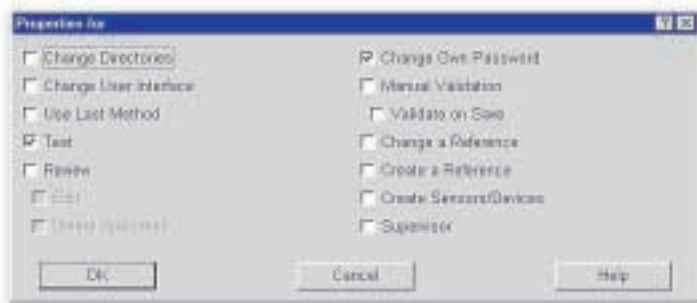 Properties for
Change Directories
Change User Interface
Use Last Method
Test
Review
Edit
Change Own Password
Manual Validation
Validate on Save
Change a Reference
Create a Reference
Create Sensors/Devices
Supervisor
OK
Cancel
Help